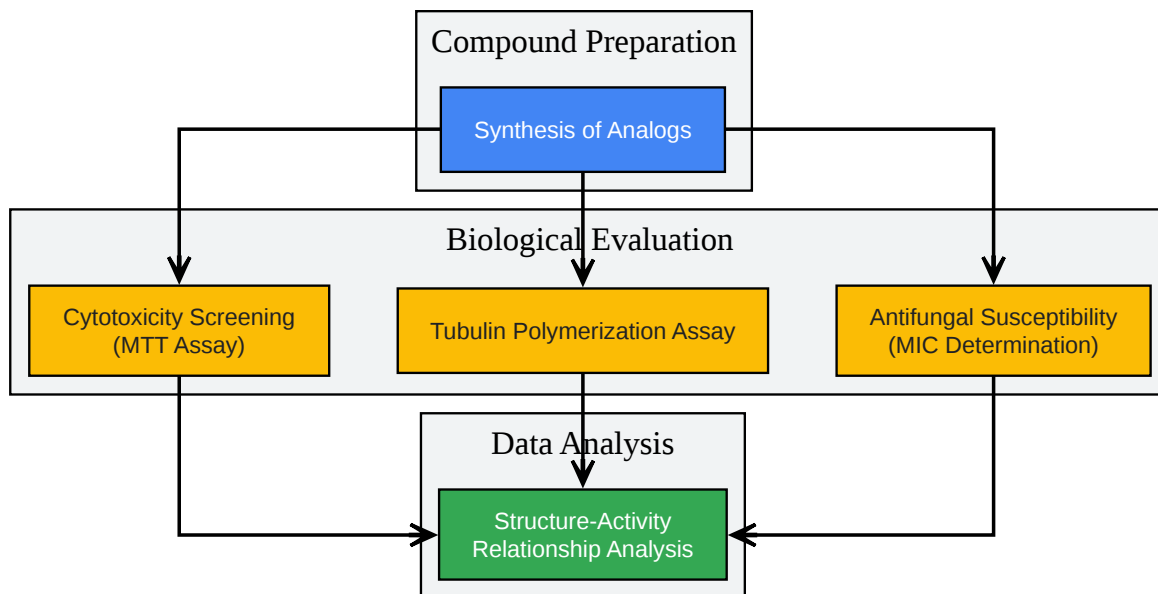 Compound Preparation
Synthesis of Analogs
Biological Evaluation
Cytotoxicity Screening
(MTT Assay)
Tubulin Polymerization Assay
Antifungal Susceptibility
(MIC Determination)
Data Analysis
Structure-Activity
Relationship Analysis